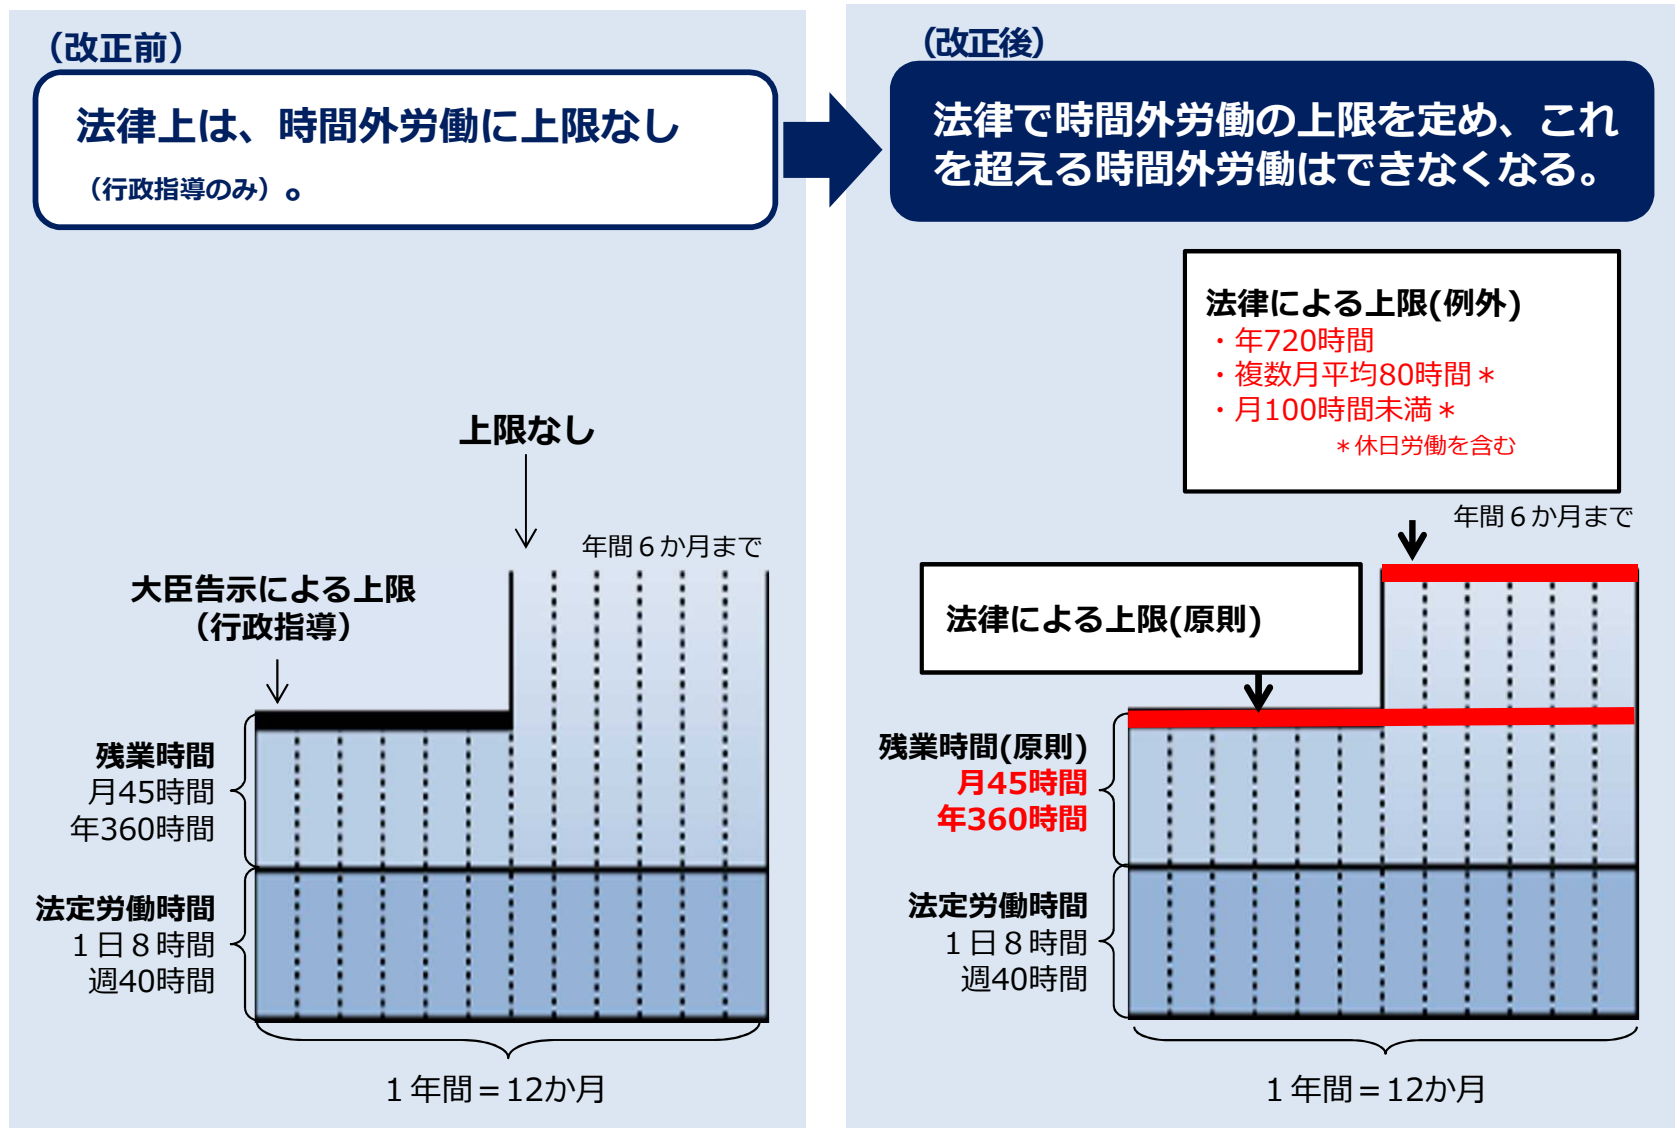 （改正前）
法律上は、時間外労働に上限なし
（行政指導のみ）。
上限なし
年間６か月まで
大臣告示による上限
（行政指導）
残業時間
月45時間
年360時間
法定労働時間
１日８時間
週40時間
１年間＝12か月
（改正後）
法律で時間外労働の上限を定め、これ
を超える時間外労働はできなくなる。
法律による上限(例外)
・年720時間
・複数月平均80時間＊
・月100時間未満＊
＊休日労働を含む
年間６か月まで
法律による上限(原則)
残業時間(原則)
月45時間
年360時間
法定労働時間
１日８時間
週40時間
１年間＝12か月